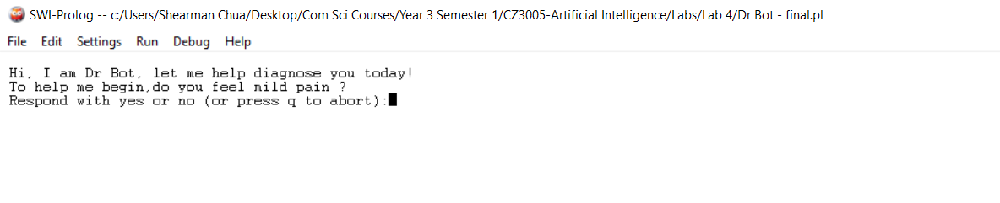 SWI-Prolog -- c:/Users/Shearman Chua/Desktop/Com Sci Courses/Year 3 Semester 1/CZ3005-Artificial Intelligence/Labs/Lab 4/Dr Bot - final.pl
File Edit Settings Run Debug Help
Hi, I am Dr Bot, let me help diagnose you today!
To help me begin,do you feel mild pain ?
Respond with yes or no (or press q to abort):